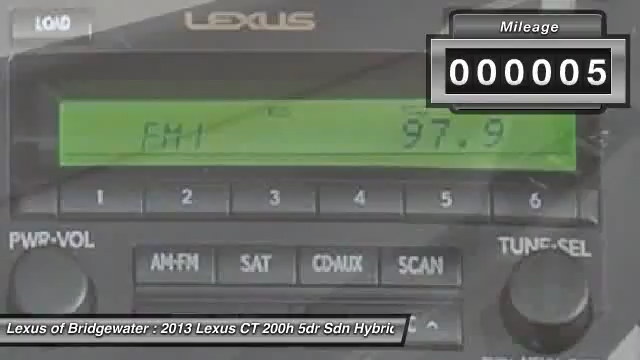 LOAD
LEXUS
Mileage
000005
FM1 97.9
1 2 3 4 5 6
PWR•VOL
TUNE•SEL
AM•FM SAT CD•AUX SCAN
Lexus of Bridgewater : 2013 Lexus CT 200h 5dr Sdn Hybric